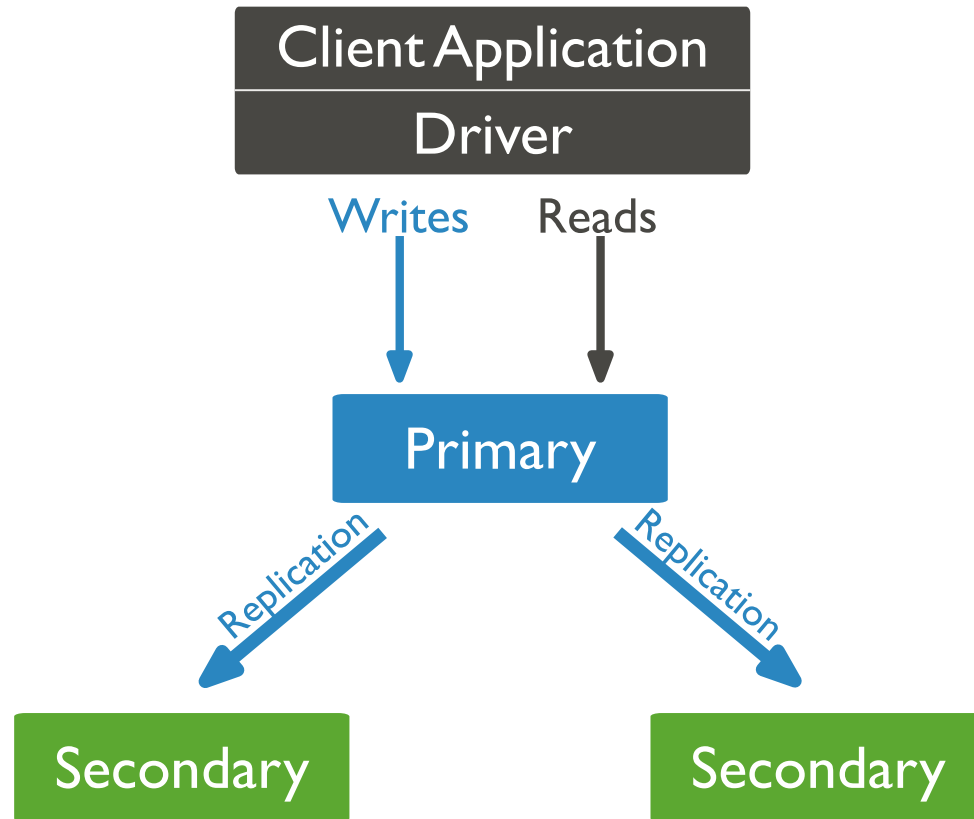 Client Application
Driver
Writes Reads
Primary
Replication Replication
Secondary Secondary